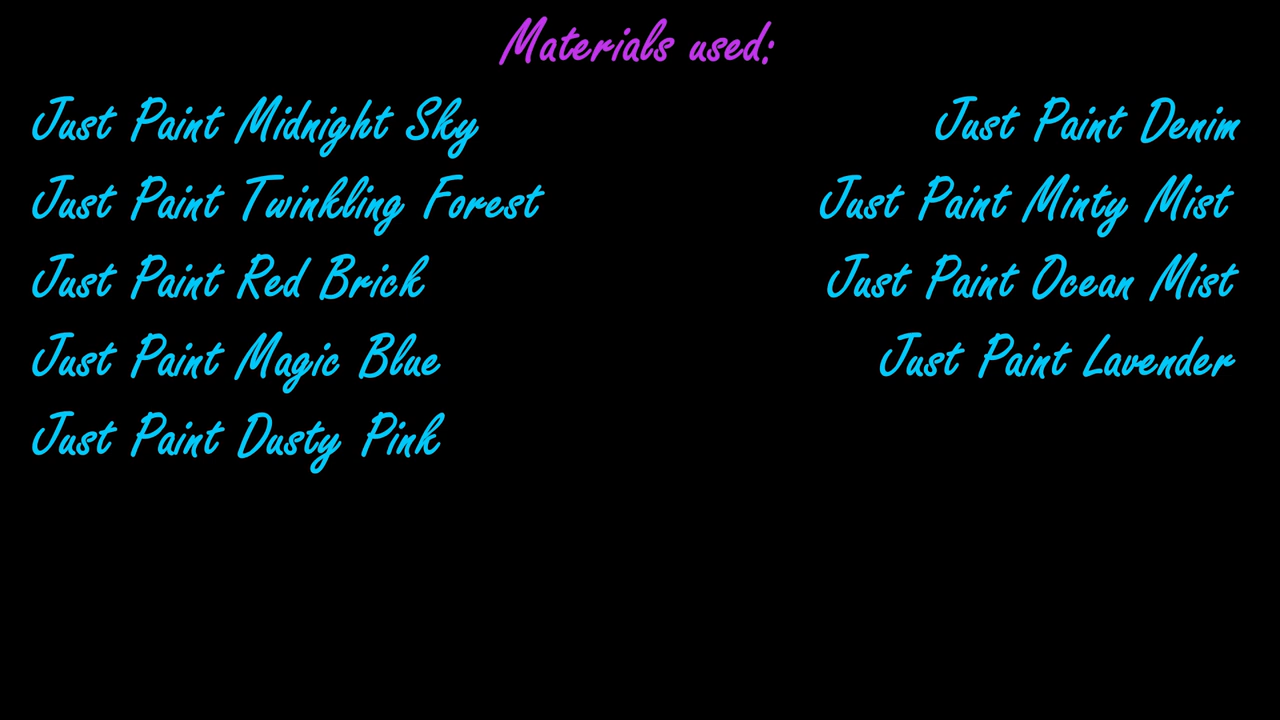 Materials used:
Just Paint Midnight Sky
Just Paint Twinkling Forest
Just Paint Red Brick
Just Paint Magic Blue
Just Paint Dusty Pink
Just Paint Denim
Just Paint Minty Mist
Just Paint Ocean Mist
Just Paint Lavender